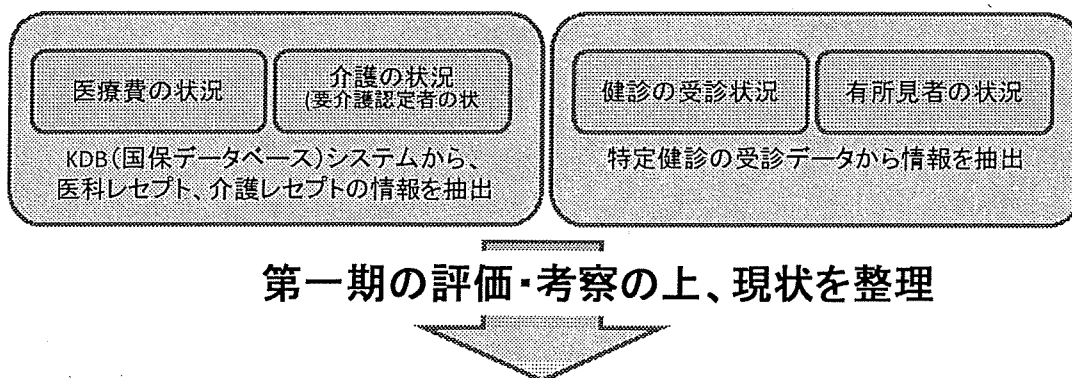 医療費の状況
介護の状況
(要介護認定者の状
KDB(国保データベース)システムから、
医科レセプト、介護レセプトの情報を抽出
健診の受診状況
有所見者の状況
特定健診の受診データから情報を抽出
第一期の評価・考察の上、現状を整理